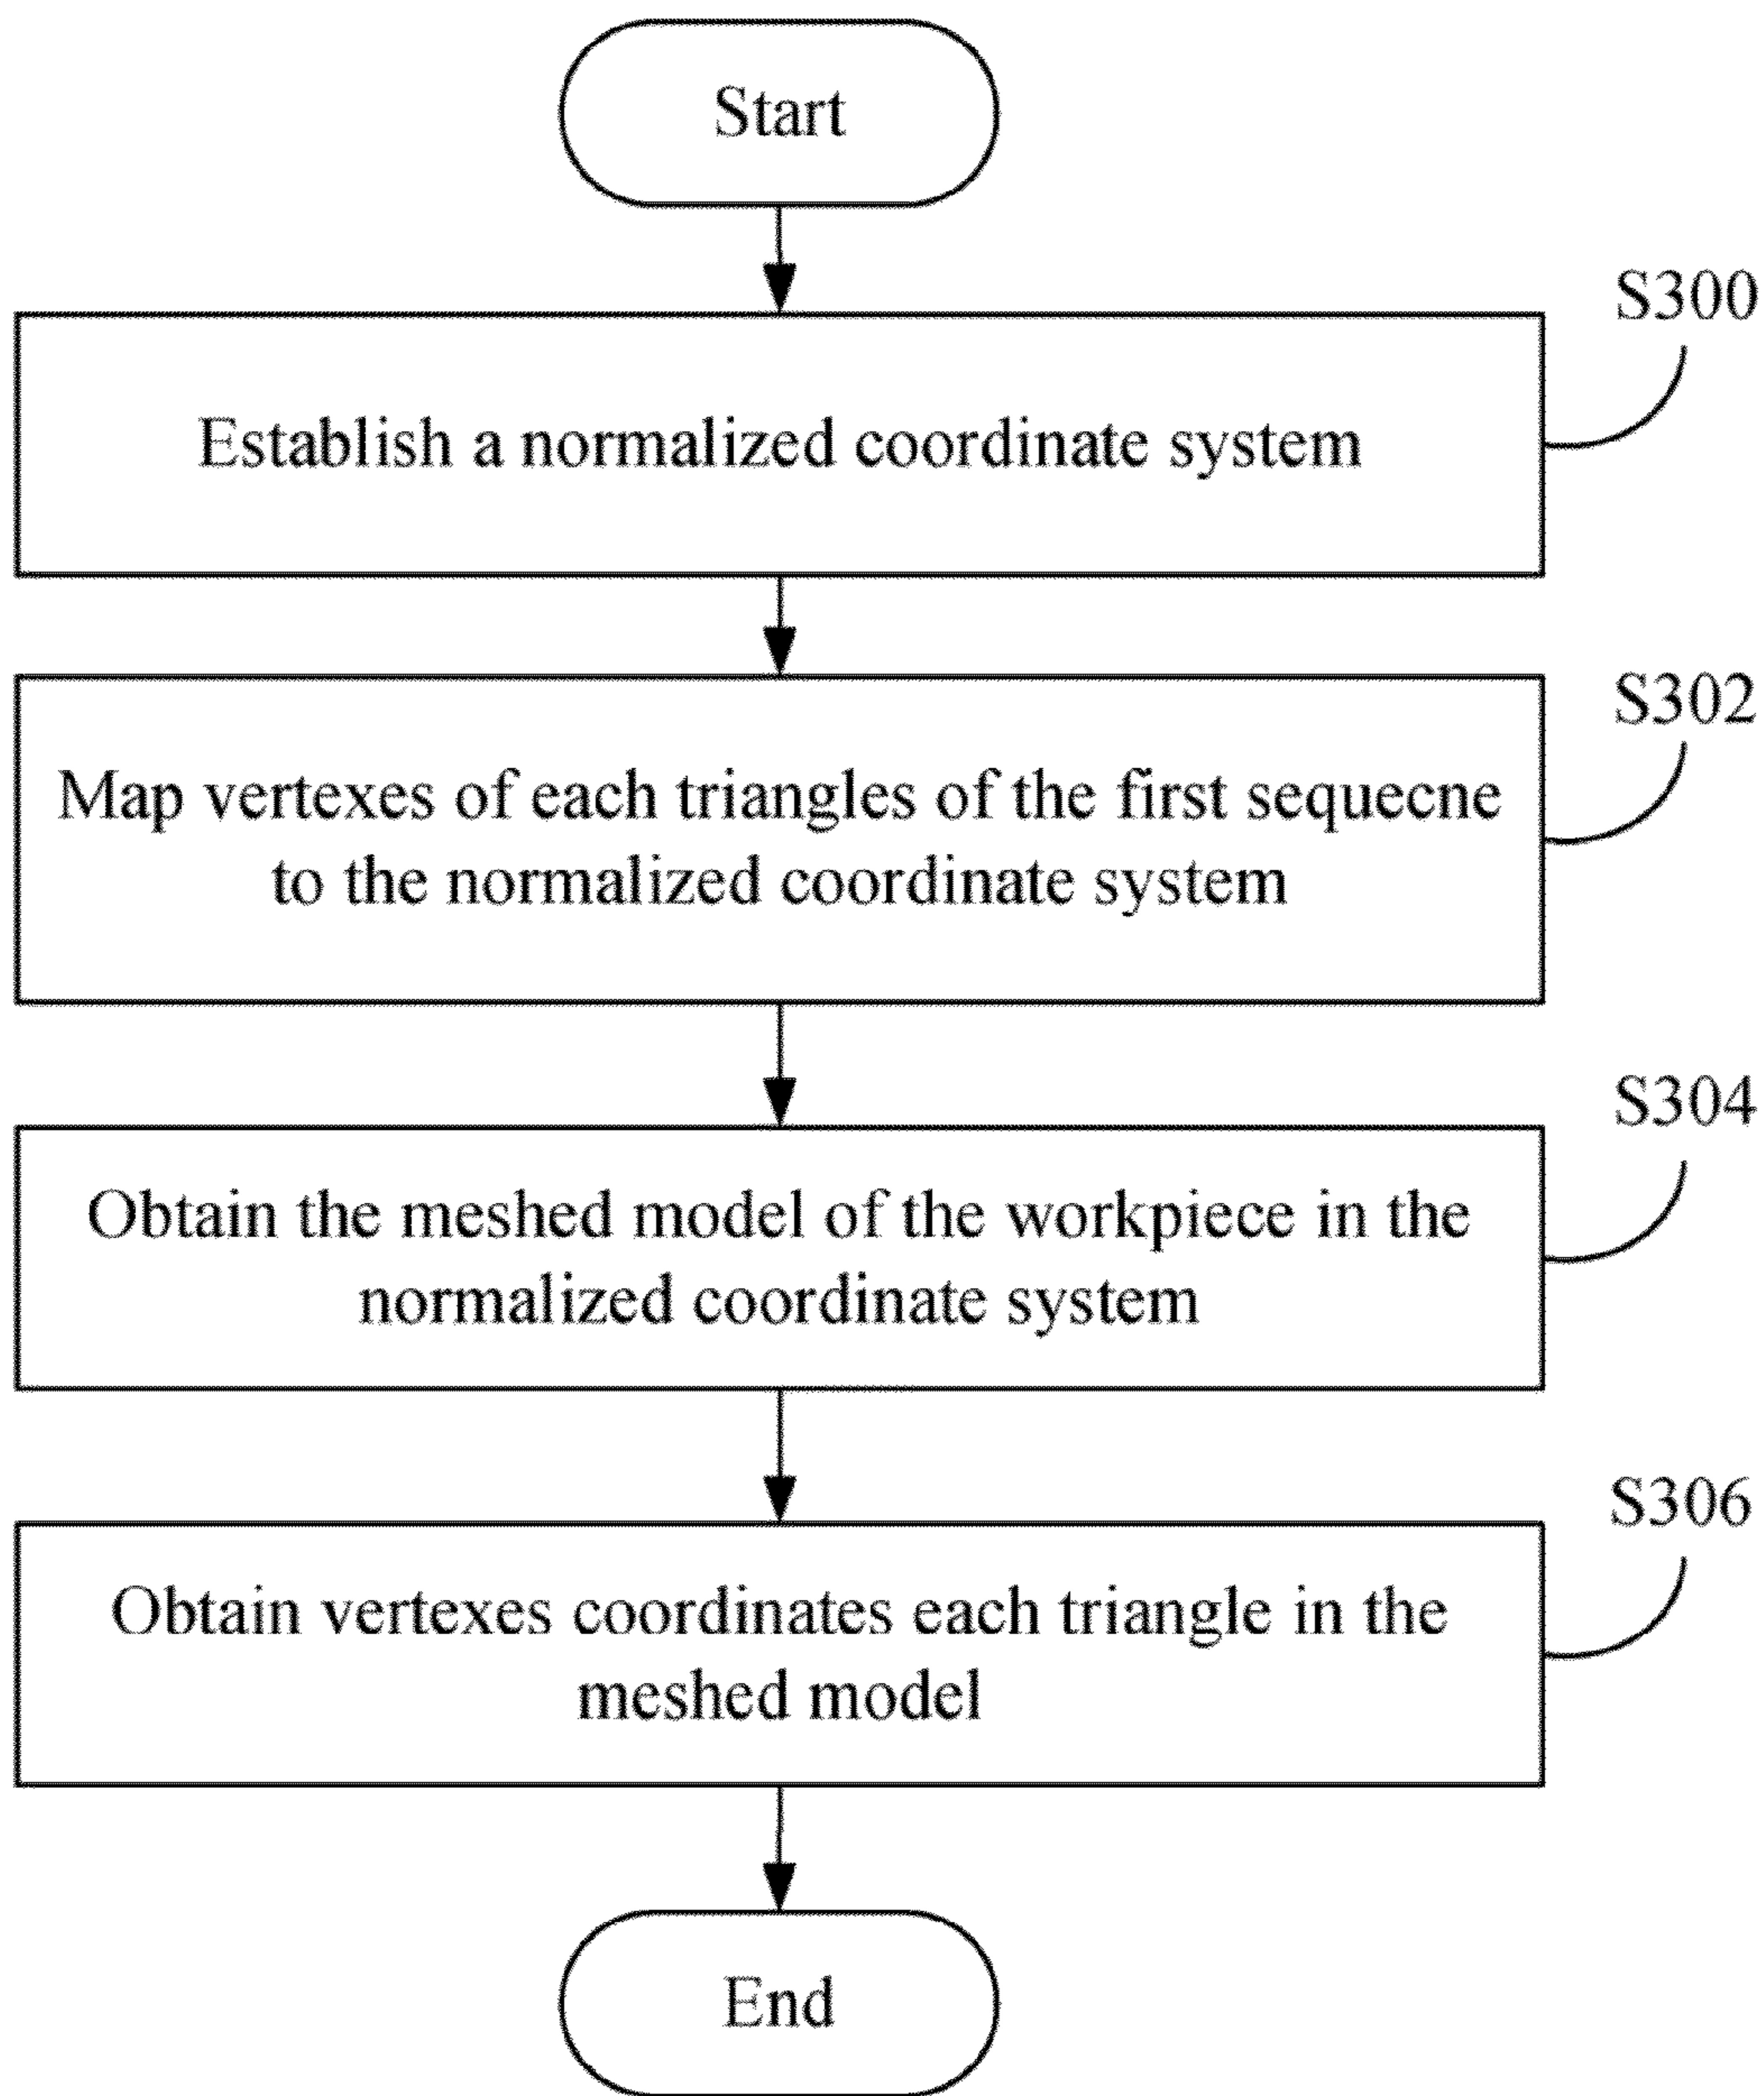 Start
S300
Establish a normalized coordinate system
S302
Map vertexes of each triangles of the first sequecne
to the normalized coordinate system
S304
Obtain the meshed model of the workpiece in the
normalized coordinate system
S306
Obtain vertexes coordinates each triangle in the
meshed model
End